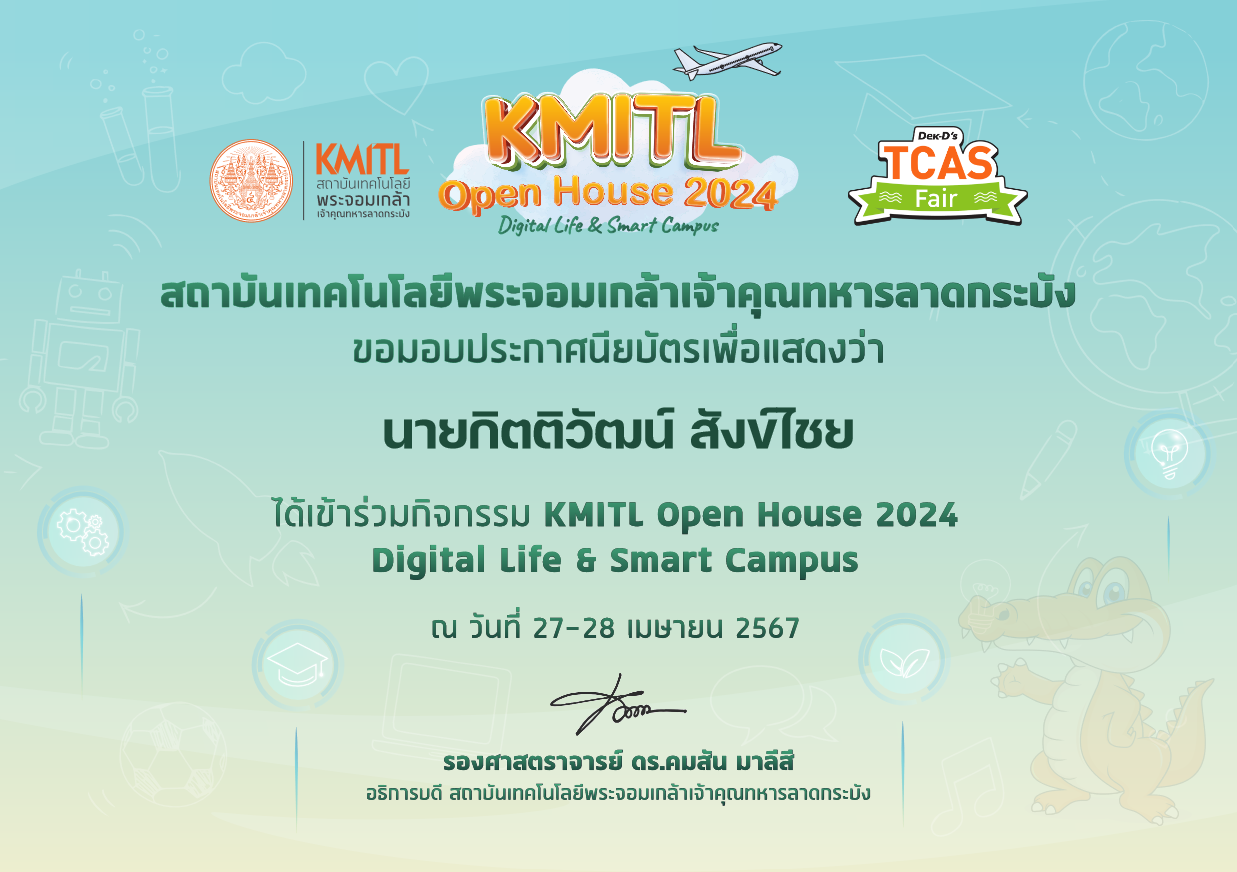 KMITL
สถาบันเทคโนโลยี
พระจอมเกล้า
เจ้าคุณทหารลาดกระบัง
KMITL
Open House 2024
Digital Life & Smart Campus
DEK-D's
TCAS
Fair
สถาบันเทคโนโลยีพระจอมเกล้าเจ้าคุณทหารลาดกระบัง
ขอมอบประกาศนียบัตรเพื่อแสดงว่า
นายกิตติวัฒน์ สังข์ไชย
ได้เข้าร่วมกิจกรรม KMITL Open House 2024
Digital Life & Smart Campus
ณ วันที่ 27-28 เมษายน 2567
รองศาสตราจารย์ ดร.คมสัน มาลีสี
อธิการบดี สถาบันเทคโนโลยีพระจอมเกล้าเจ้าคุณทหารลาดกระบัง